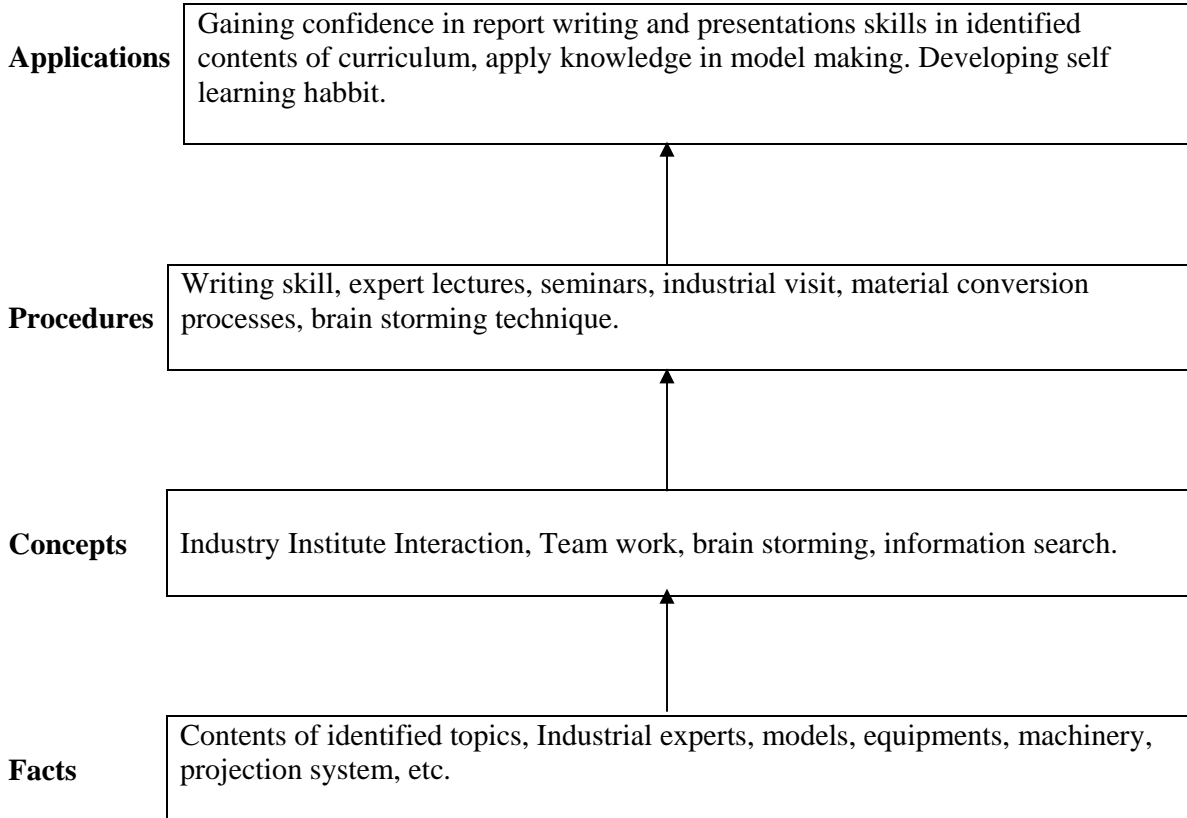 Applications
Gaining confidence in report writing and presentations skills in identified
contents of curriculum, apply knowledge in model making. Developing self
learning habbit.
Procedures
Writing skill, expert lectures, seminars, industrial visit, material conversion
processes, brain storming technique.
Concepts
Industry Institute Interaction, Team work, brain storming, information search.
Facts
Contents of identified topics, Industrial experts, models, equipments, machinery,
projection system, etc.